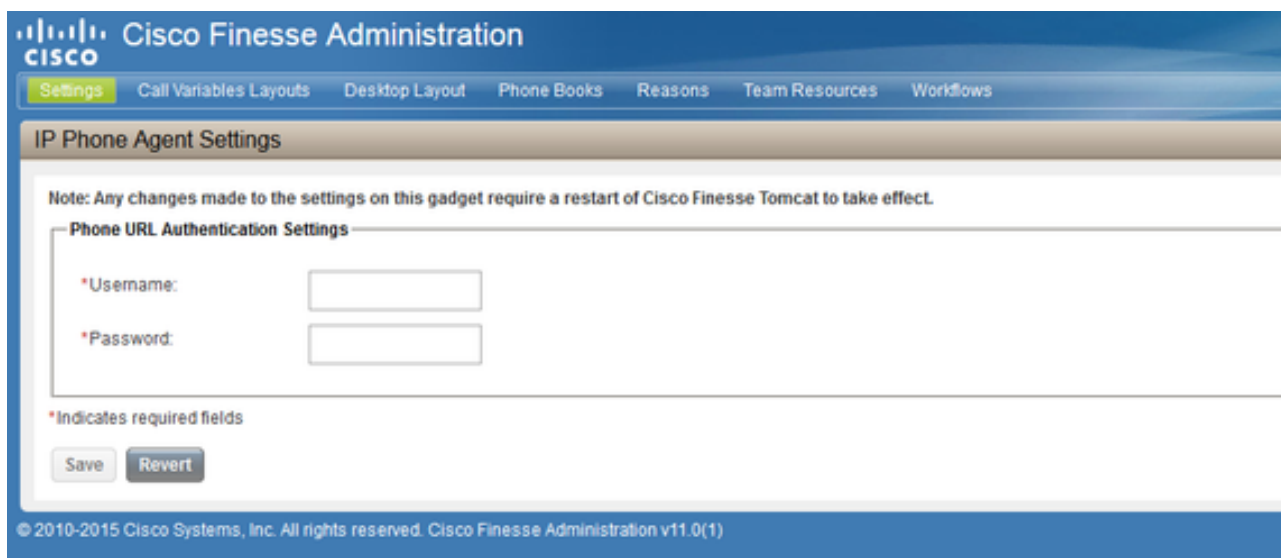 CISCO Cisco Finesse Administration
Settings Call Variables Layouts Desktop Layout Phone Books Reasons Team Resources Workflows
IP Phone Agent Settings
Note: Any changes made to the settings on this gadget require a restart of Cisco Finesse Tomcat to take effect.
Phone URL Authentication Settings
*Username:
*Password:
*Indicates required fields
Save Revert
© 2010-2015 Cisco Systems, Inc. All rights reserved. Cisco Finesse Administration v11.0(1)